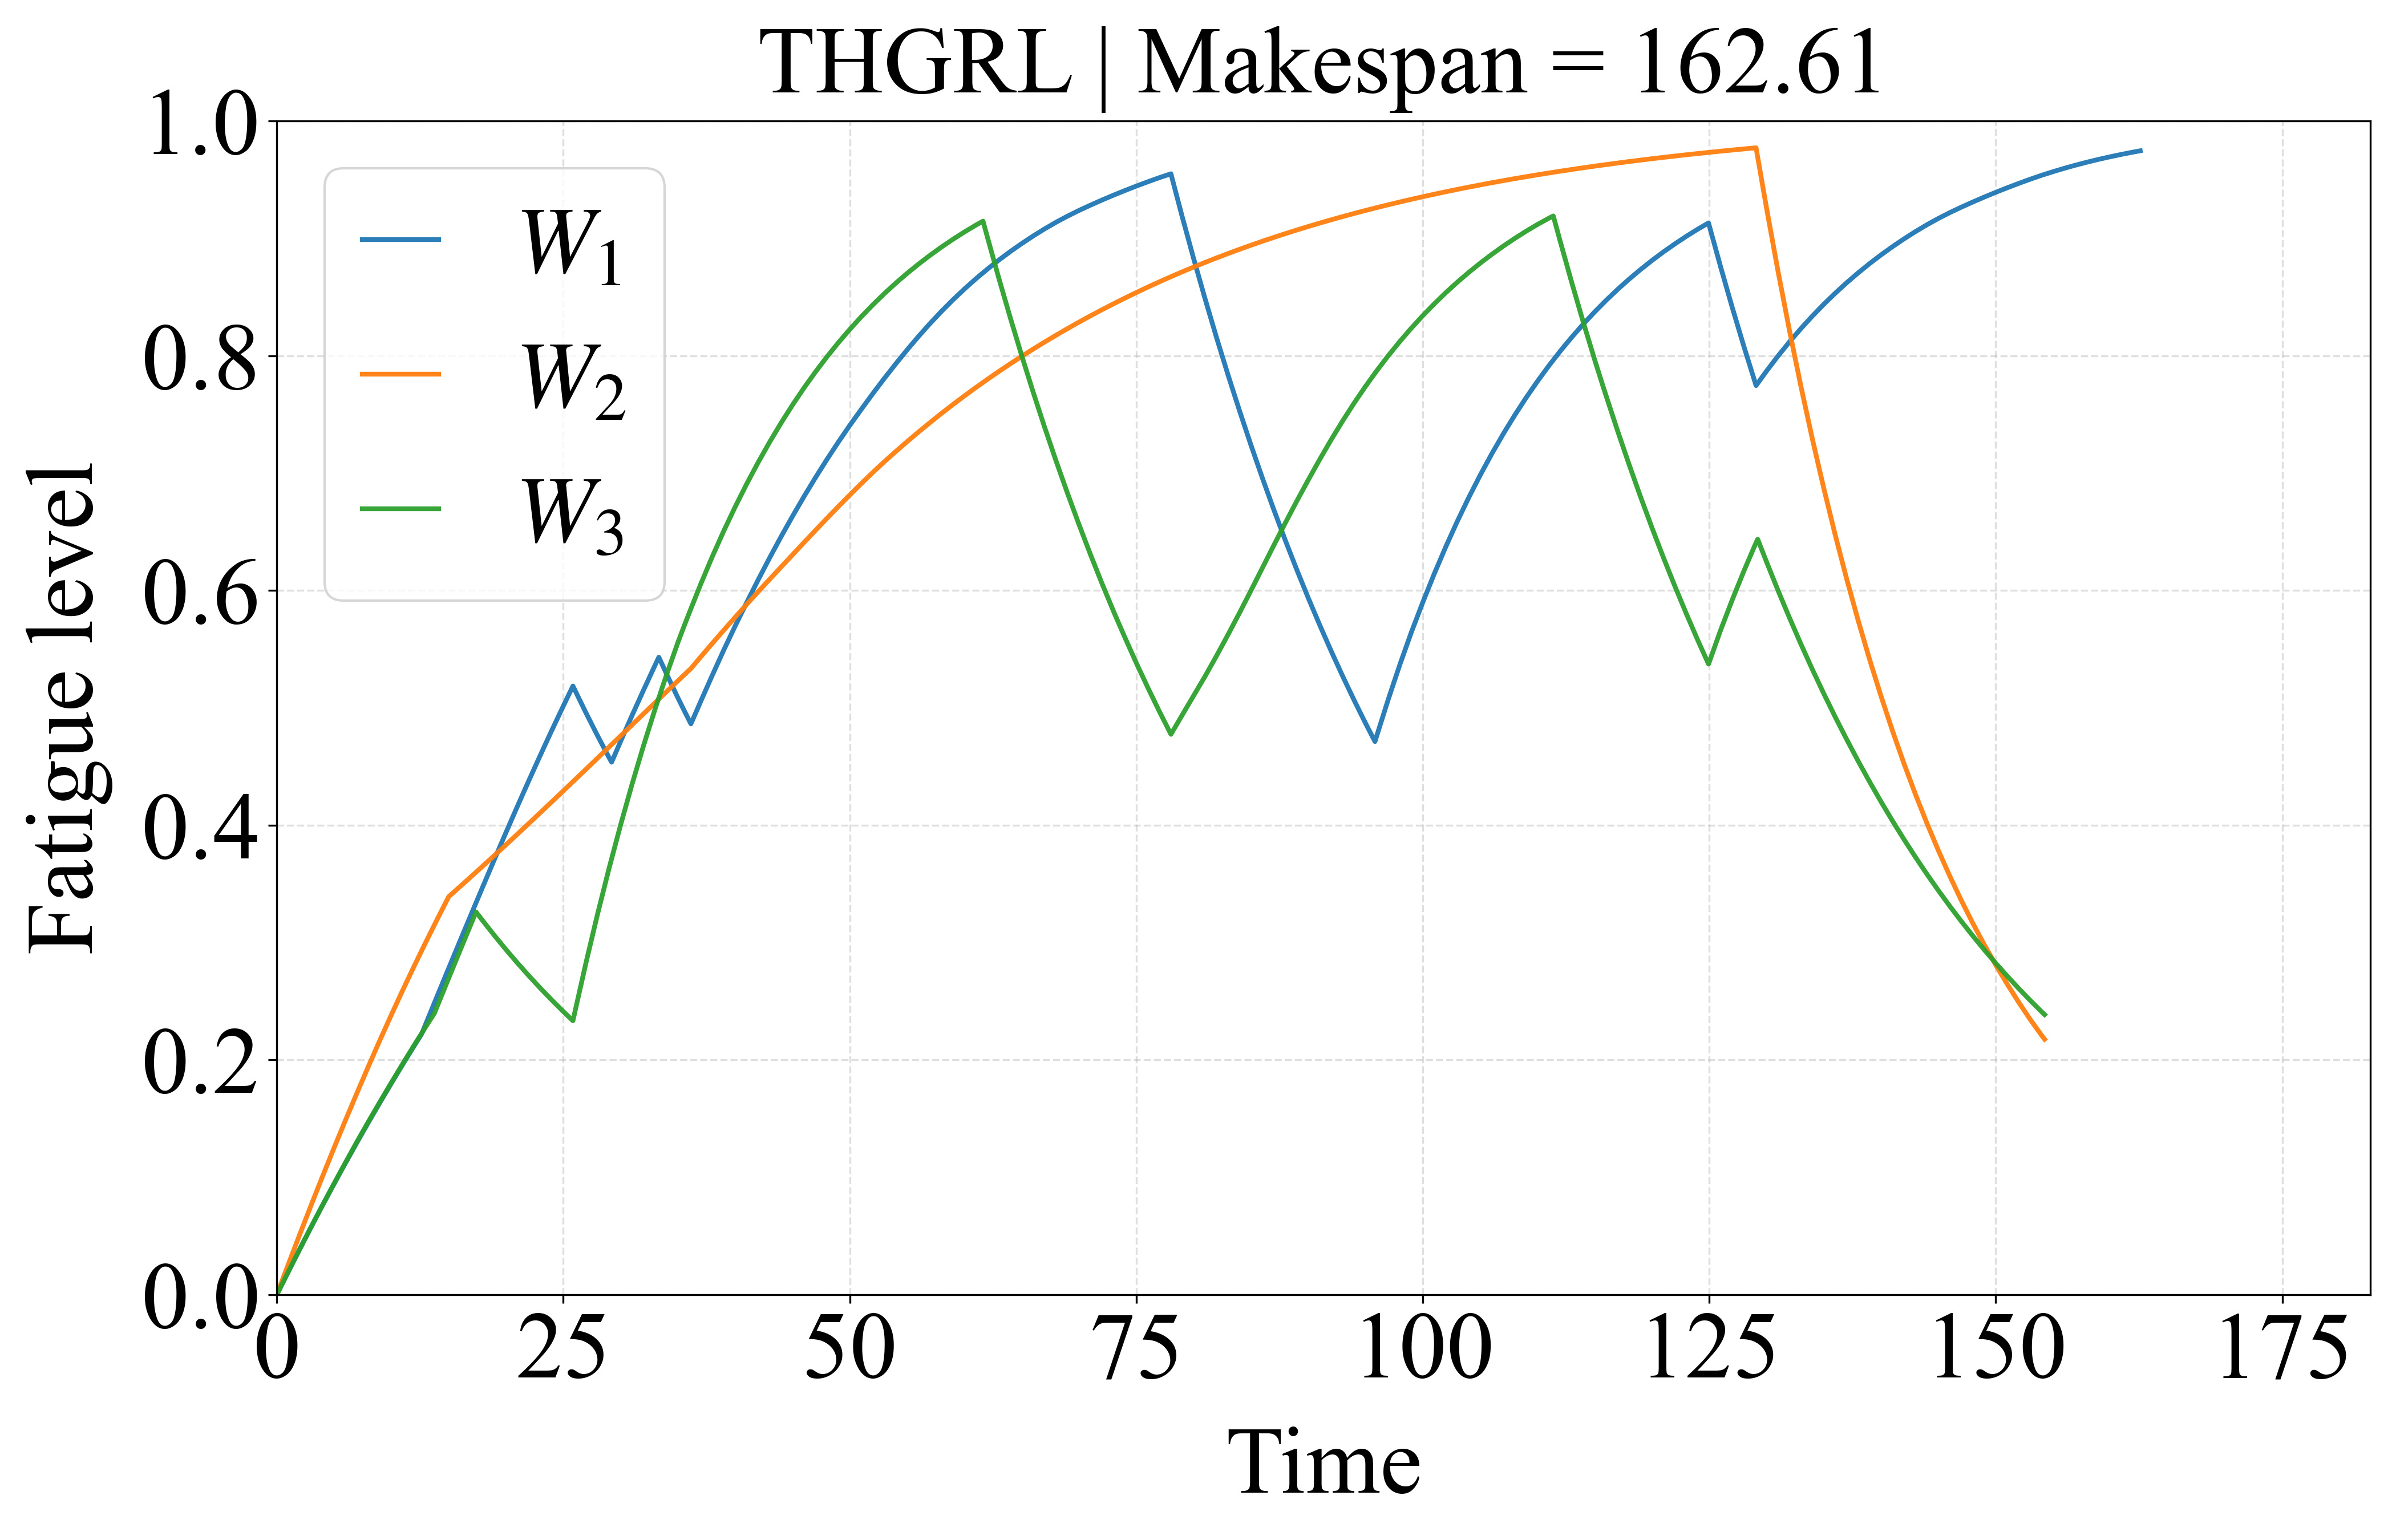 THGRL | Makespan = 162.61
Fatigue level
1.0
0.8
0.6
0.4
0.2
0.0
W1
W2
W3
0 25 50 75 100 125 150 175
Time